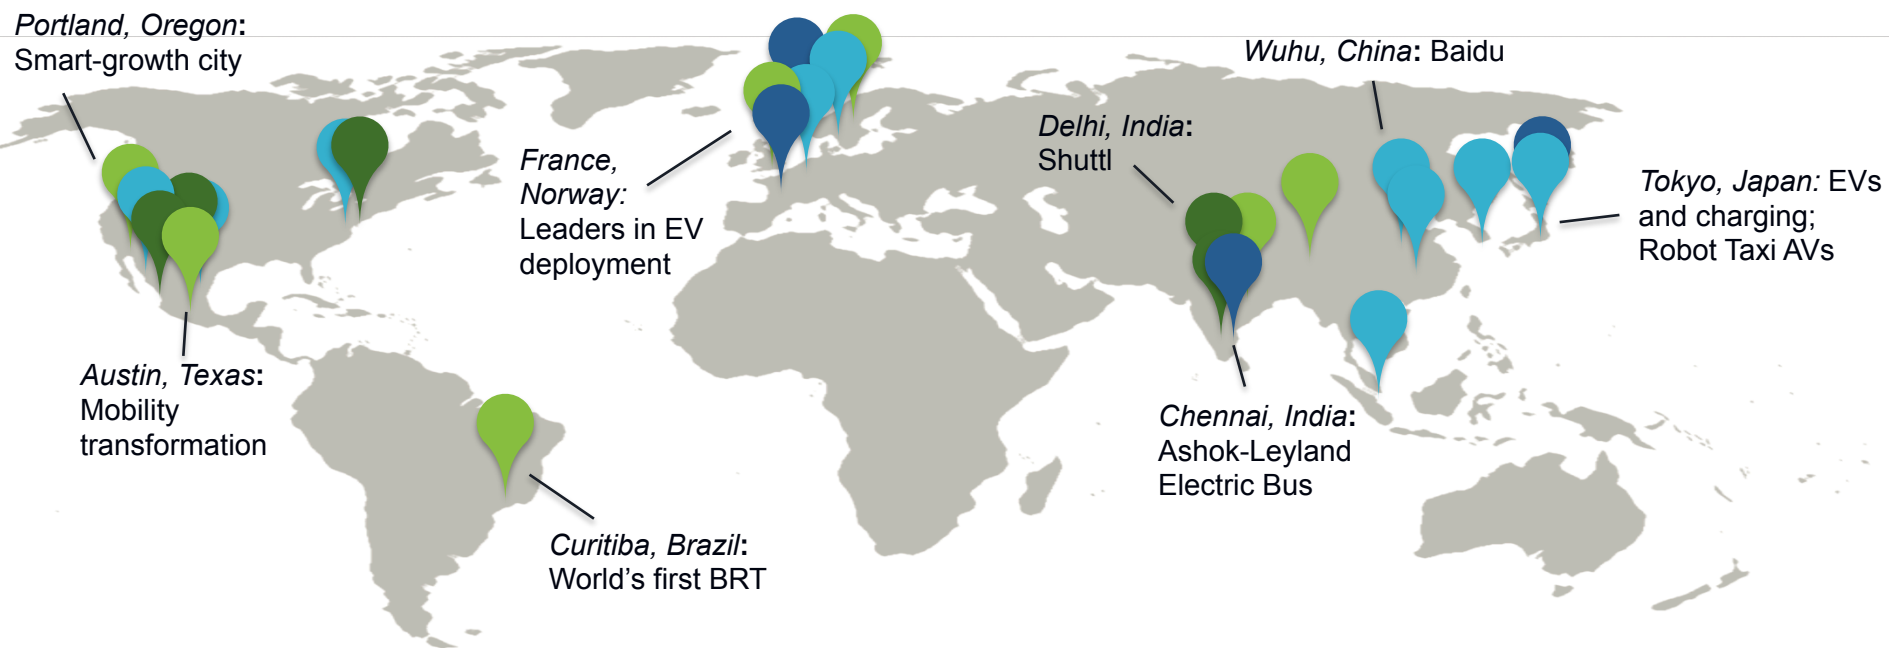 Portland, Oregon:
Smart-growth city
Wuhu, China: Baidu
Delhi, India:
Shuttl
France,
Norway:
Leaders in EV
deployment
Tokyo, Japan: EVs
and charging;
Robot Taxi AVs
Austin, Texas:
Mobility
transformation
Chennai, India:
Ashok-Leyland
Electric Bus
Curitiba, Brazil:
World's first BRT